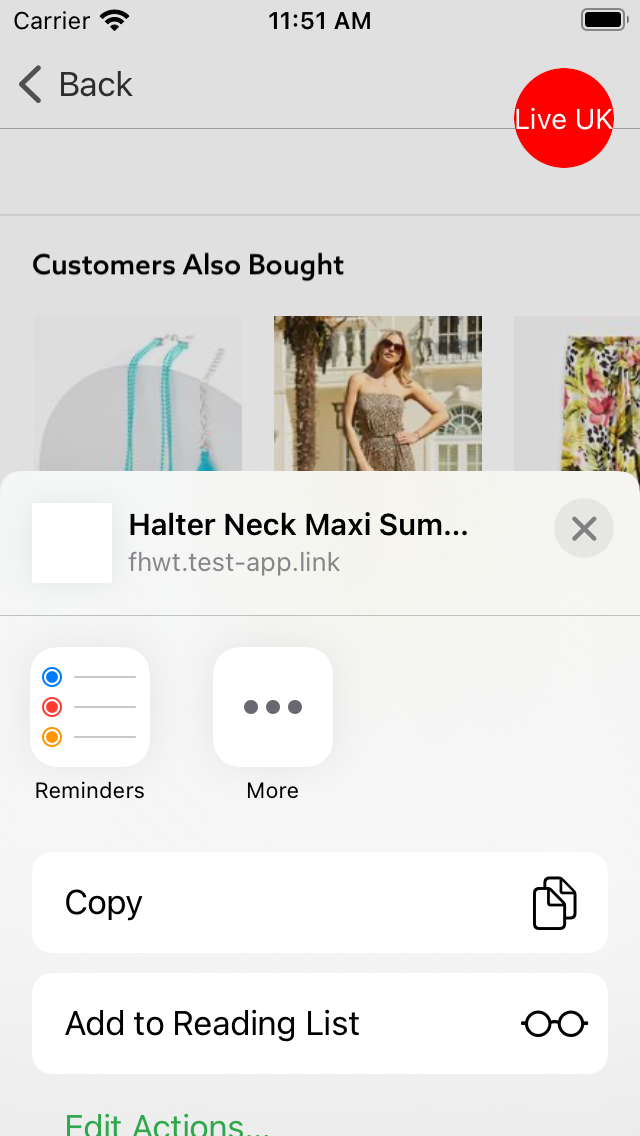 Carrier 11:51 AM
Back
Live UK
Customers Also Bought
Halter Neck Maxi Sum...
fhwt.test-app.link
Reminders
More
Copy
Add to Reading List
Edit Actions...